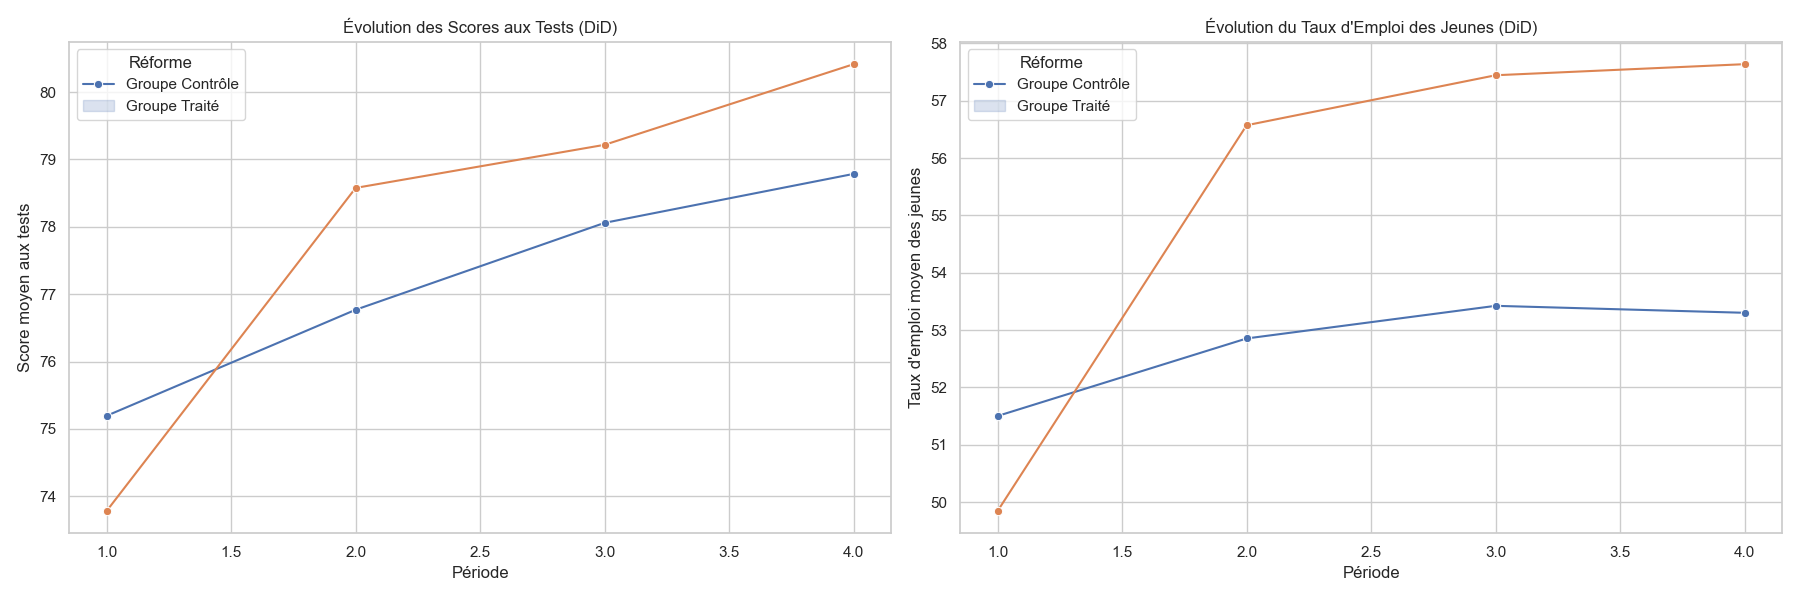 Évolution des Scores aux Tests (DiD)
Réforme
Groupe Contrôle
Groupe Traité
80
79
78
77
76
75
74
Score moyen aux tests
1.0 1.5 2.0 2.5 3.0 3.5 4.0
Période
Évolution du Taux d'Emploi des Jeunes (DiD)
Réforme
Groupe Contrôle
Groupe Traité
58
57
56
55
54
53
52
51
50
Taux d'emploi moyen des jeunes
1.0 1.5 2.0 2.5 3.0 3.5 4.0
Période